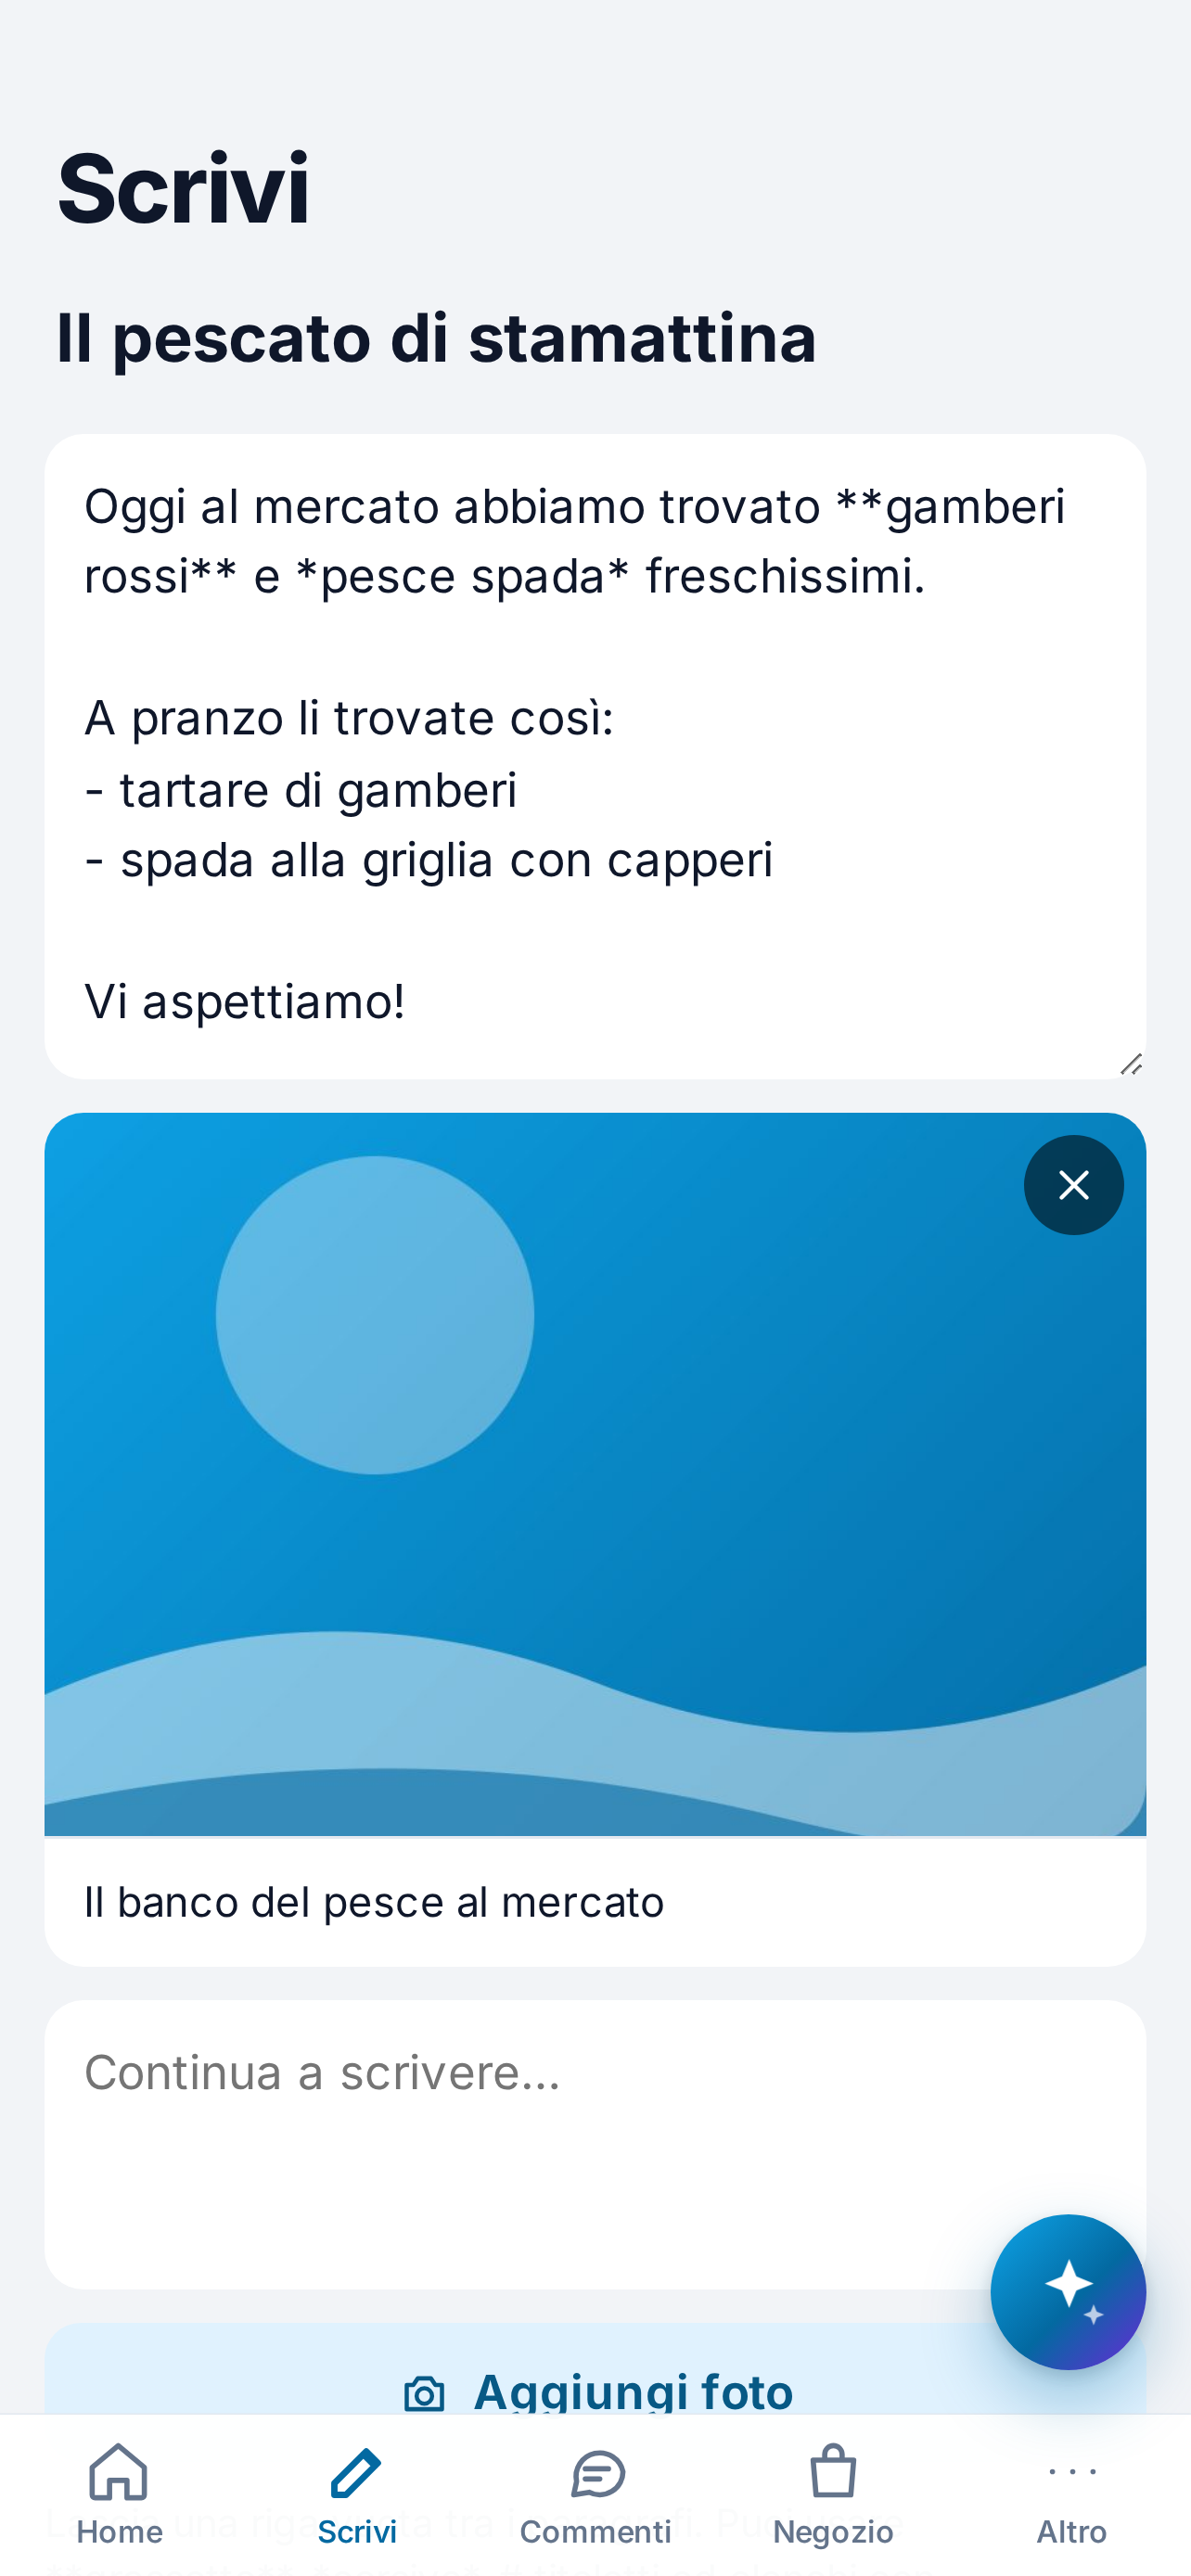 Scrivi
Il pescato di stamattina
Oggi al mercato abbiamo trovato **gamberi
rossi** e *pesce spada* freschissimi.
A pranzo li trovate così:
- tartare di gamberi
- spada alla griglia con capperi
Vi aspettiamo!
Il banco del pesce al mercato
Continua a scrivere...
Aggiungi foto
Home
Scrivi
Commenti
Negozio
Altro